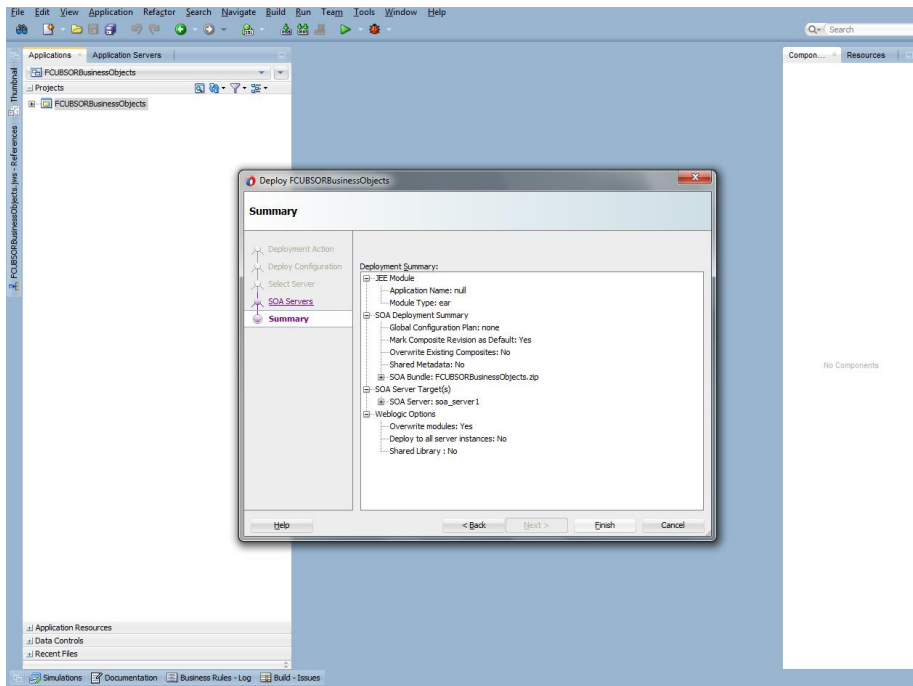 File Edit View Application Refactor Search Navigate Build Run Team Tools Window Help
Search
Applications Application Servers
Compon... Resources
FCUBSORBusinessObjects
Projects
FCUBSORBusinessObjects
Thumbnail
FCUBSORBusinessObjects.jws - References
Deploy FCUBSORBusinessObjects
Summary
Deployment Action
Deploy Configuration
Select Server
SOA Servers
Summary
Deployment Summary:
JEE Module
Application Name: null
Module Type: ear
SOA Deployment Summary
Global Configuration Plan: none
Mark Composite Revision as Default: Yes
Overwrite Existing Composites: No
Shared Metadata: No
SOA Bundle: FCUBSORBusinessObjects.zip
SOA Server Target(s)
SOA Server: soa_server1
Weblogic Options
Overwrite modules: Yes
Deploy to all server instances: No
Shared Library : No
No Components
Help < Back Next > Finish Cancel
Application Resources
Data Controls
Recent Files
Simulations Documentation Business Rules - Log Build - Issues